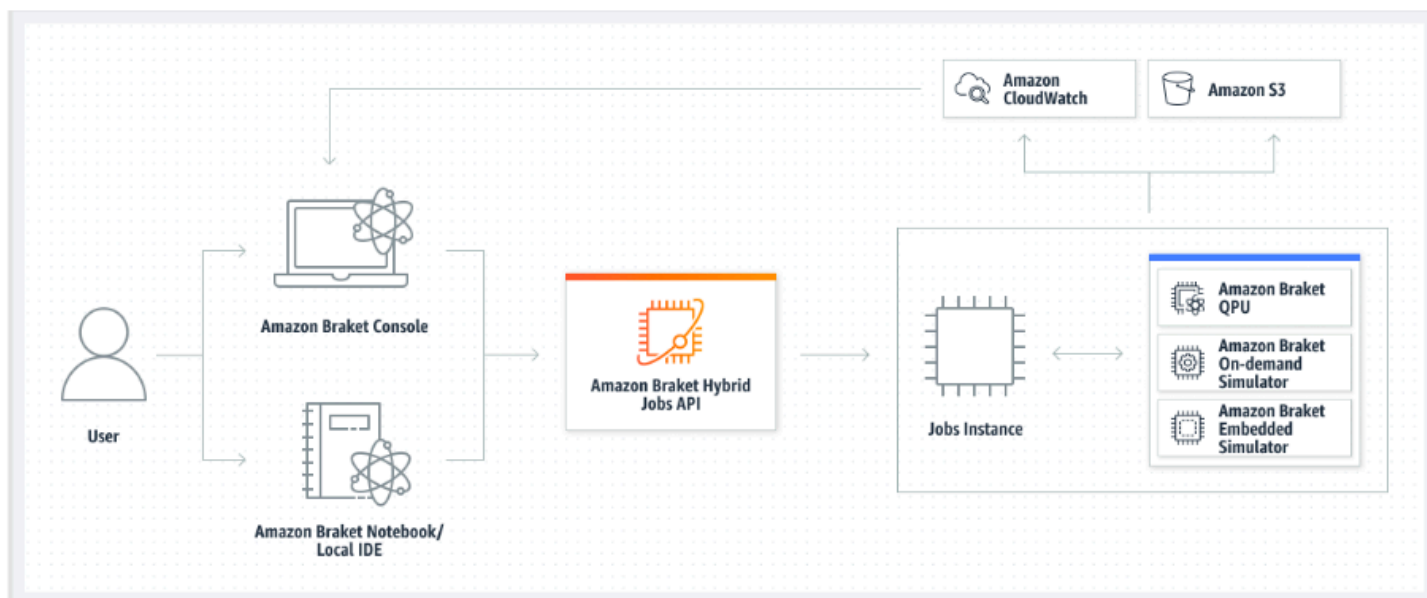 Amazon
CloudWatch
Amazon S3
Amazon Braket Console
User
Amazon Braket Notebook/
Local IDE
Amazon Braket Hybrid
Jobs API
Jobs Instance
Amazon Braket
QPU
Amazon Braket
On-demand
Simulator
Amazon Braket
Embedded
Simulator